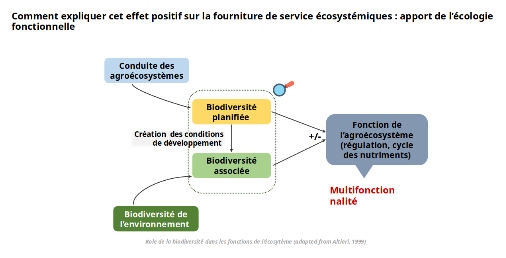 Comment expliquer cet effet positif sur la fourniture de service écosystémiques : apport de l'écologie
fonctionnelle
Conduite des
agroécosystèmes
Biodiversité
planifiée
Création des conditions
de développement
+/-
Fonction de
l'agroécosystème
(régulation, cycle
des nutriments)
Biodiversité
associée
Multifonction
nalité
Biodiversité de
l'environnement
Role de la biodiversité dans les fonctions de l'écosytème (adapted from Altieri, 1999)